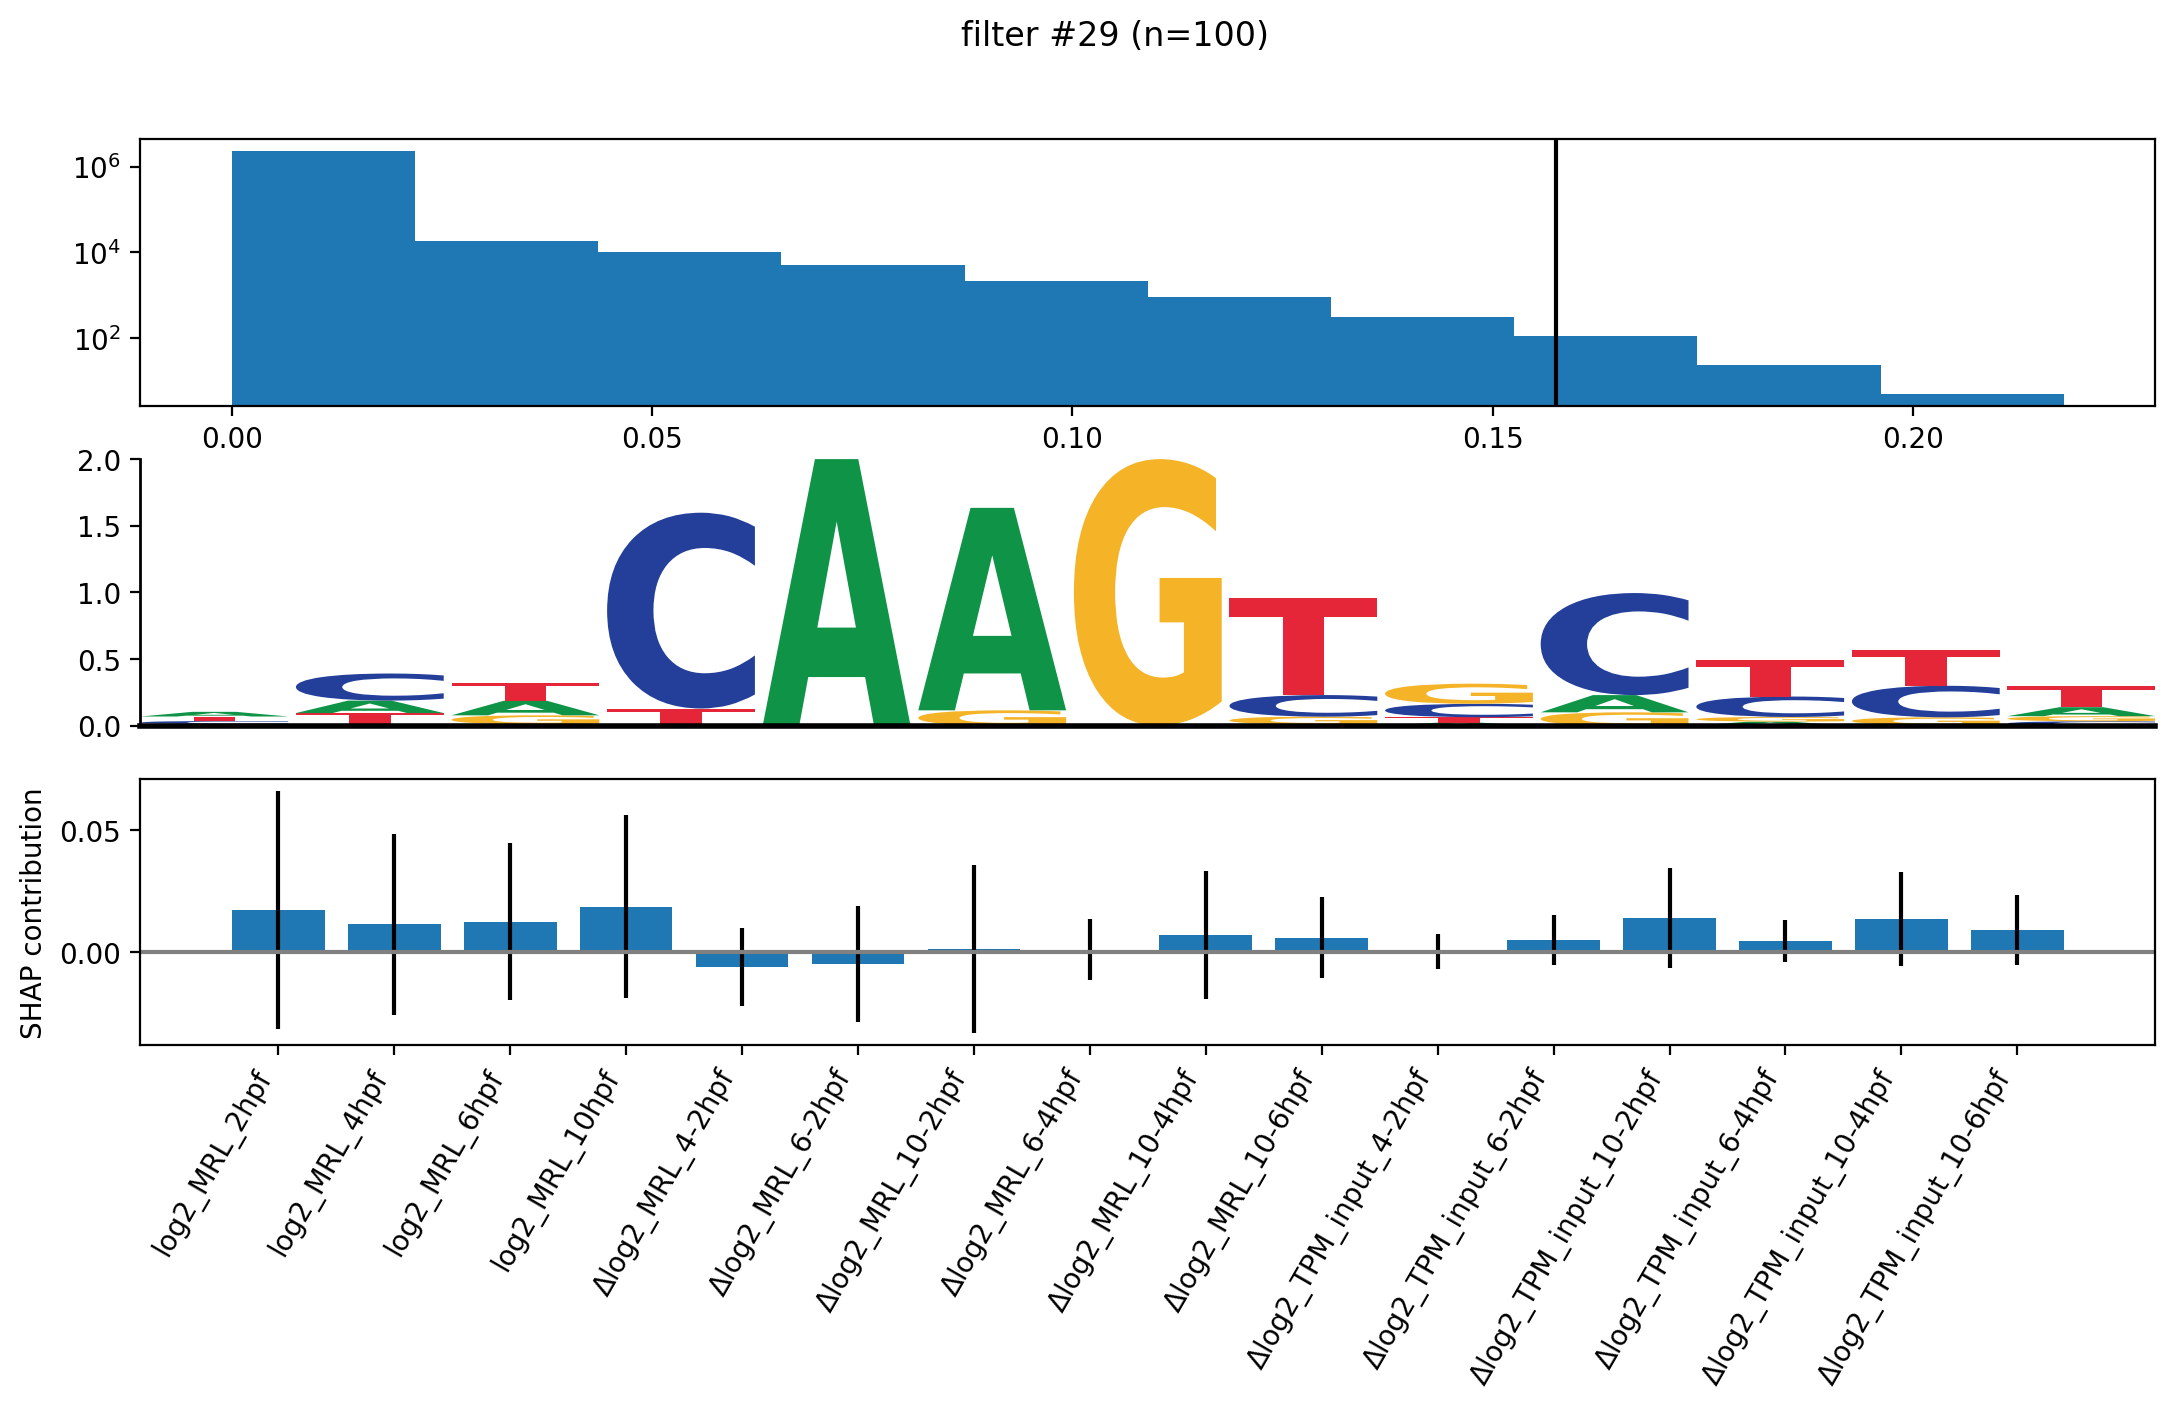 filter #29 (n=100)
10^6
10^4
10^2
0.00 0.05 0.10 0.15 0.20
2.0
1.5
1.0
0.5
0.0
SHAP contribution
0.05
0.00
log2_MRL_2hpf
log2_MRL_4hpf
log2_MRL_6hpf
log2_MRL_10hpf
Δlog2_MRL_4-2hpf
Δlog2_MRL_6-2hpf
Δlog2_MRL_10-2hpf
Δlog2_MRL_6-4hpf
Δlog2_MRL_10-4hpf
Δlog2_MRL_10-6hpf
Δlog2_TPM_input_4-2hpf
Δlog2_TPM_input_6-2hpf
Δlog2_TPM_input_10-2hpf
Δlog2_TPM_input_6-4hpf
Δlog2_TPM_input_10-4hpf
Δlog2_TPM_input_10-6hpf